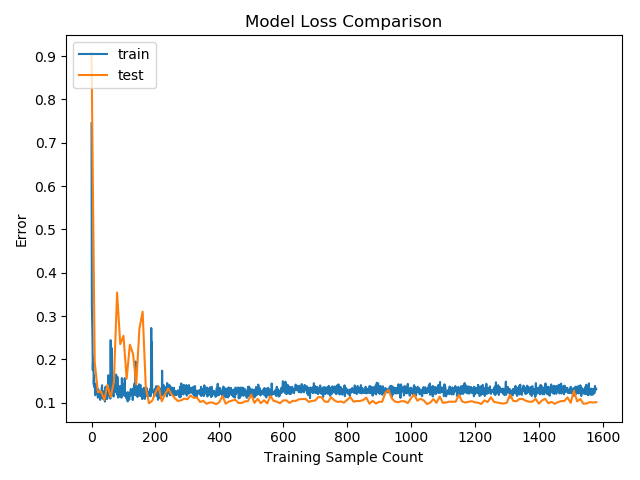 Model Loss Comparison
train
test
Error
0.9
0.8
0.7
0.6
0.5
0.4
0.3
0.2
0.1
0 200 400 600 800 1000 1200 1400 1600
Training Sample Count